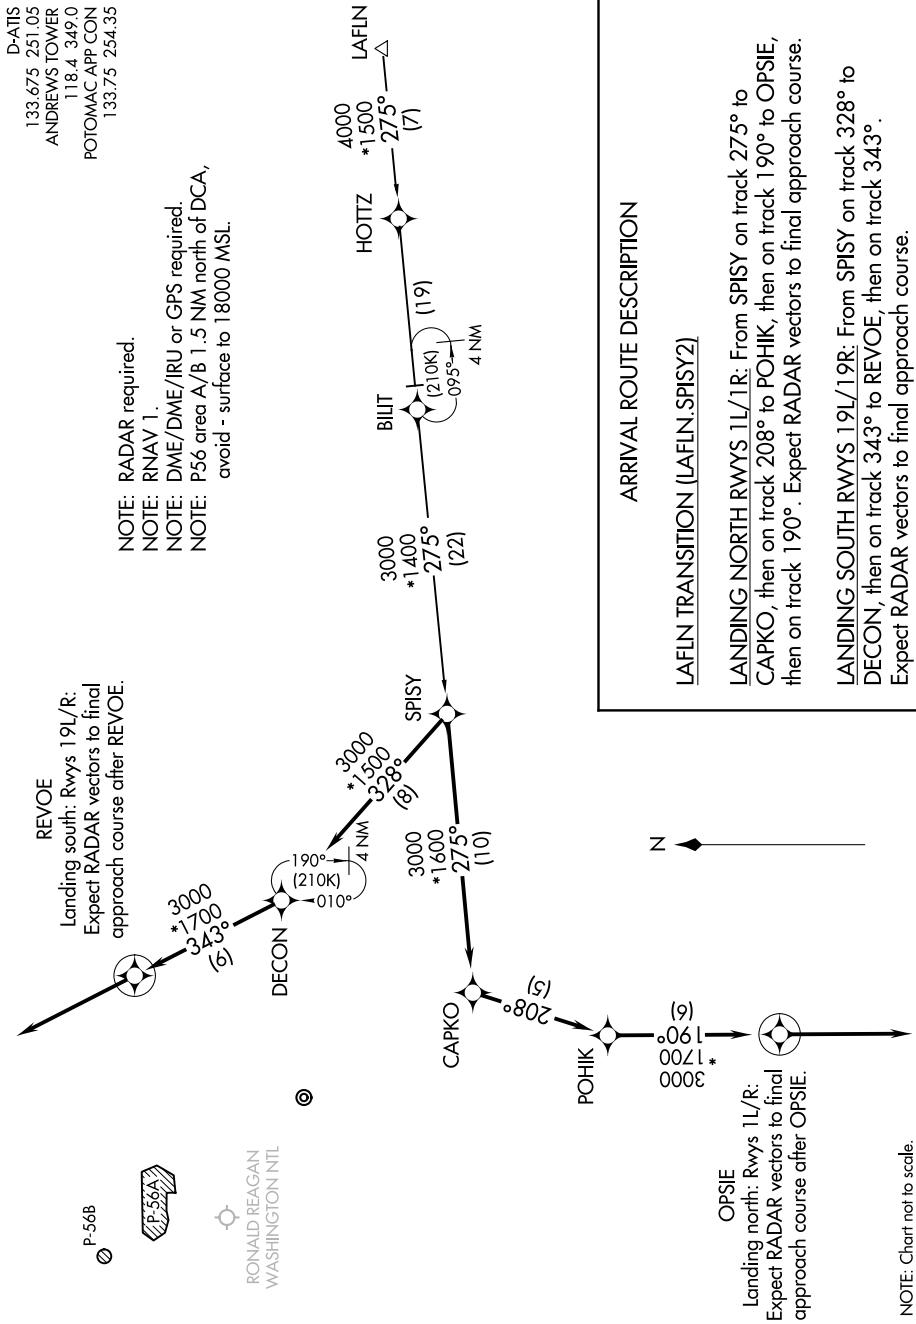 D-ATIS
133.675 251.05
ANDREWS TOWER
118.4 349.0
POTOMAC APP CON
133.75 254.35
NOTE: RADAR required.
NOTE: RNAV 1.
NOTE: DME/DME/IRU or GPS required.
NOTE: P56 area A/B 1.5 NM north of DCA,
avoid - surface to 18000 MSL.
LAFLN
4000
*1500
275°
(7)
HOTTZ
(19)
BILIT
(210K)
095°
4 NM
3000
*1400
275°
(22)
SPISY
3000
*1500
328°
(8)
3000
*1600
275°
(10)
190°
(210K)
010°
4 NM
DECON
3000
*1700
343°
(9)
REVOE
Landing south: Rwys 19L/R:
Expect RADAR vectors to final
approach course after REVOE.
CAPKO
208°
(5)
POHIK
190°
(6)
3000
*1700
OPSIE
Landing north: Rwys 1L/R:
Expect RADAR vectors to final
approach course after OPSIE.
P-56B
P-56A
RONALD REAGAN
WASHINGTON NTL
N
ARRIVAL ROUTE DESCRIPTION
LAFLN TRANSITION (LAFLN.SPISY2)
LANDING NORTH RWYS 1L/1R: From SPISY on track 275° to
CAPKO, then on track 208° to POHIK, then on track 190° to OPSIE,
then on track 190°. Expect RADAR vectors to final approach course.
LANDING SOUTH RWYS 19L/19R: From SPISY on track 328° to
DECON, then on track 343° to REVOE, then on track 343°.
Expect RADAR vectors to final approach course.
NOTE: Chart not to scale.